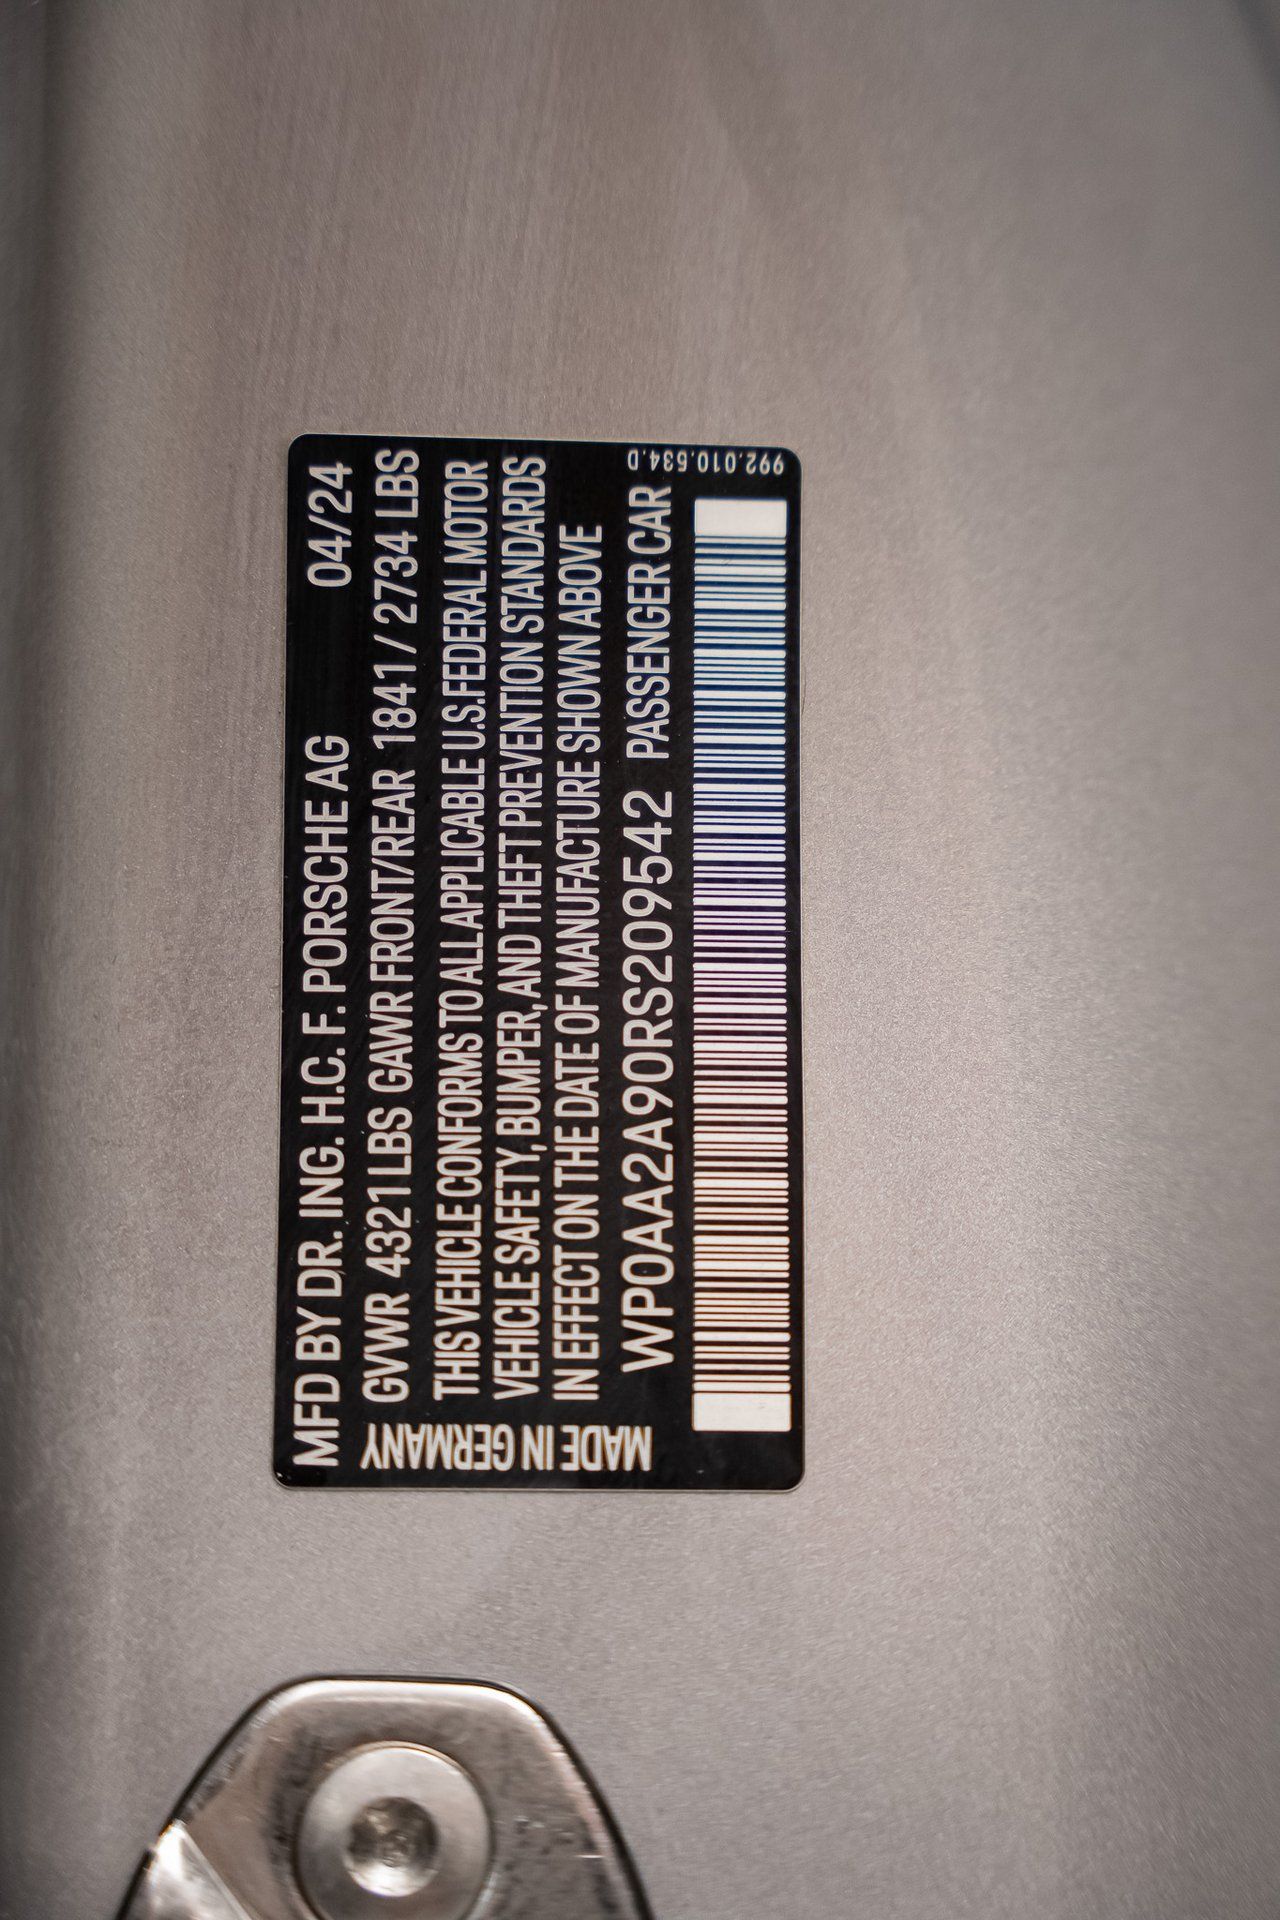 MFD BY DR. ING. H.C. F. PORSCHE AG 04/24
GVWR 4321 LBS GAWR FRONT/REAR 1841 / 2734 LBS
THIS VEHICLE CONFORMS TO ALL APPLICABLE U.S. FEDERAL MOTOR
VEHICLE SAFETY, BUMPER, AND THEFT PREVENTION STANDARDS
IN EFFECT ON THE DATE OF MANUFACTURE SHOWN ABOVE
WP0AA2A90RS209542 PASSENGER CAR
MADE IN GERMANY
992.010.634.D